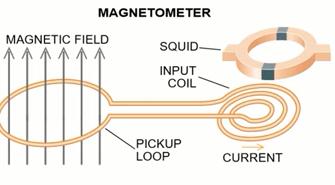 MAGNETOMETER
MAGNETIC FIELD
SQUID
INPUT
COIL
PICKUP
LOOP
CURRENT